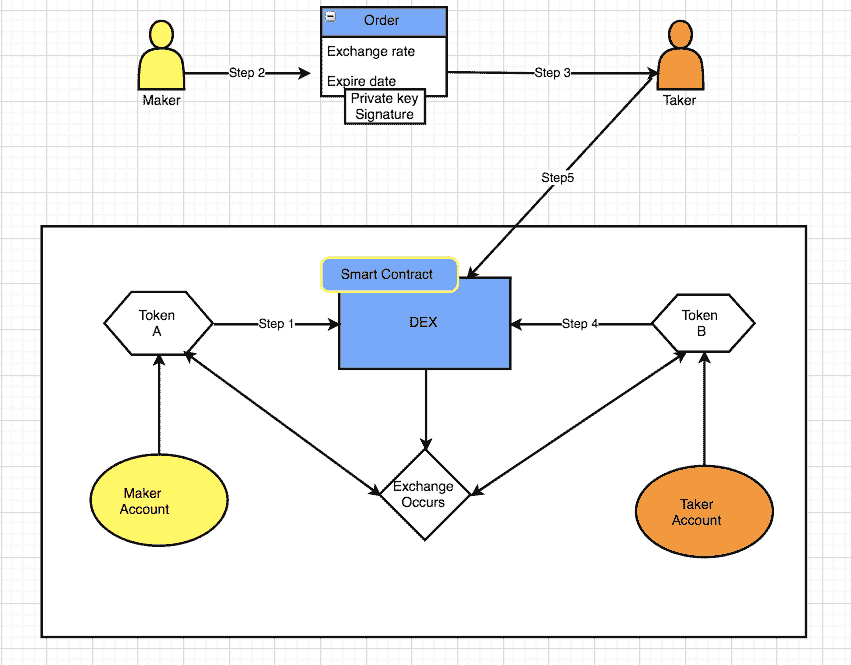 Order
Exchange rate
Expire date
Private key
Signature
Step 2
Step 3
Maker
Taker
Step5
Smart Contract
DEX
Token
A
Step 1
Step 4
Token
B
Exchange
Occurs
Maker
Account
Taker
Account